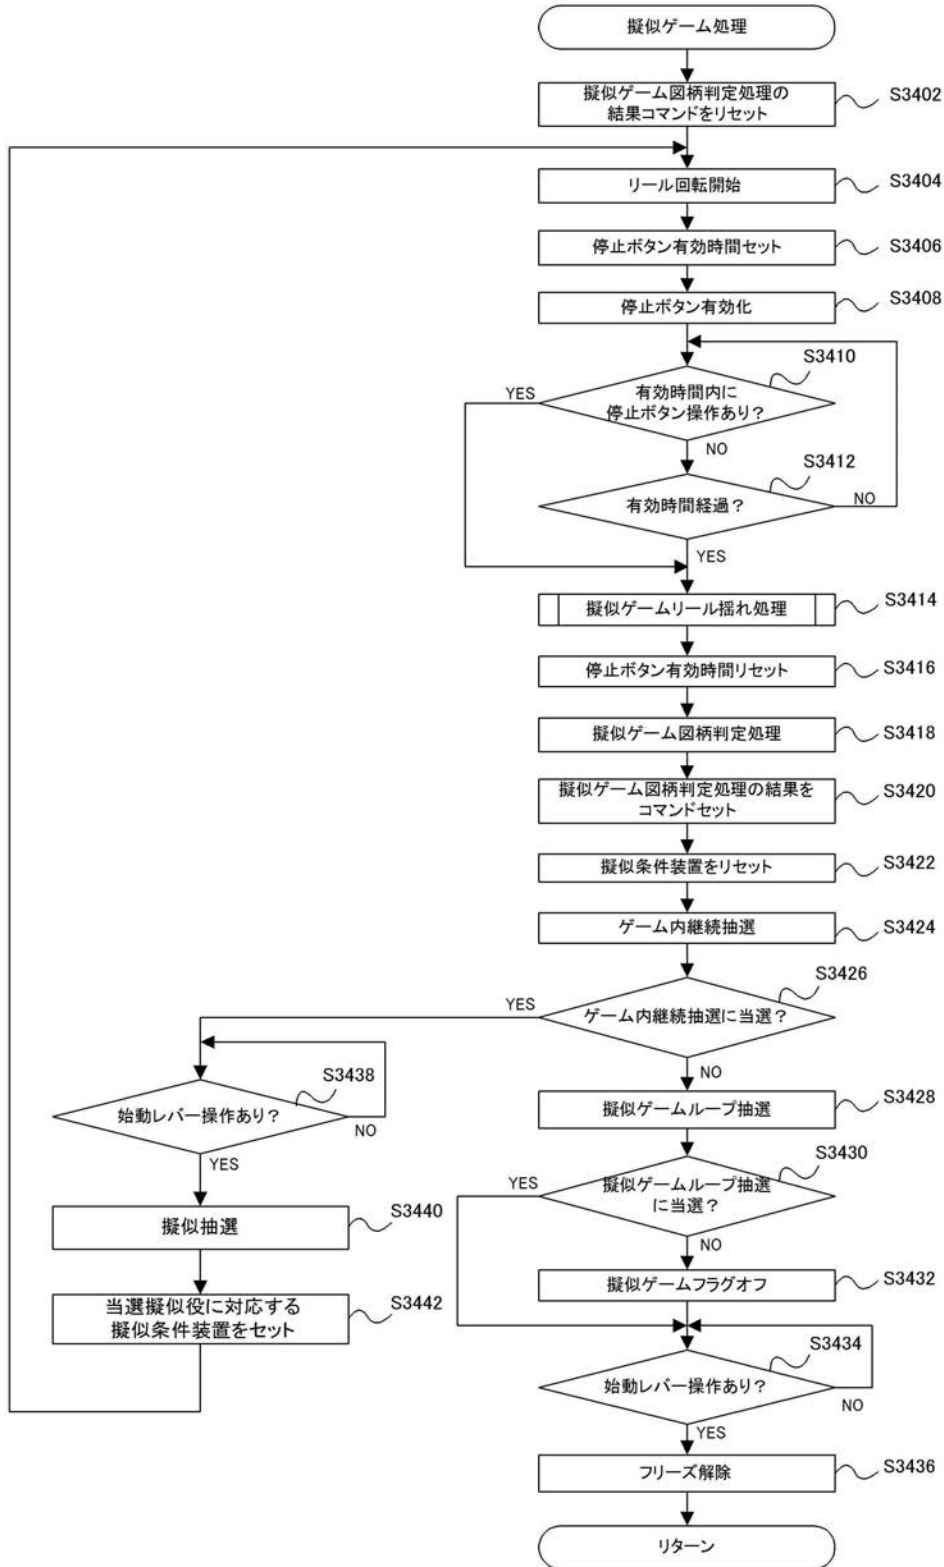 擬似ゲーム処理
擬似ゲーム図柄判定処理の
結果コマンドをリセット
S3402
リール回転開始
S3404
停止ボタン有効時間セット
S3406
停止ボタン有効化
S3408
S3410
YES
有効時間内に
停止ボタン操作あり？
NO
S3412
有効時間経過？
NO
YES
擬似ゲームリール揺れ処理
S3414
停止ボタン有効時間リセット
S3416
擬似ゲーム図柄判定処理
S3418
擬似ゲーム図柄判定処理の結果を
コマンドセット
S3420
擬似条件装置をリセット
S3422
ゲーム内継続抽選
S3424
S3426
YES
ゲーム内継続抽選に当選？
NO
S3438
始動レバー操作あり？
NO
YES
擬似ゲームループ抽選
S3428
S3430
YES
擬似ゲームループ抽選
に当選？
NO
擬似抽選
S3440
擬似ゲームフラグオフ
S3432
当選擬似役に対応する
擬似条件装置をセット
S3442
S3434
始動レバー操作あり？
NO
YES
フリーズ解除
S3436
リターン